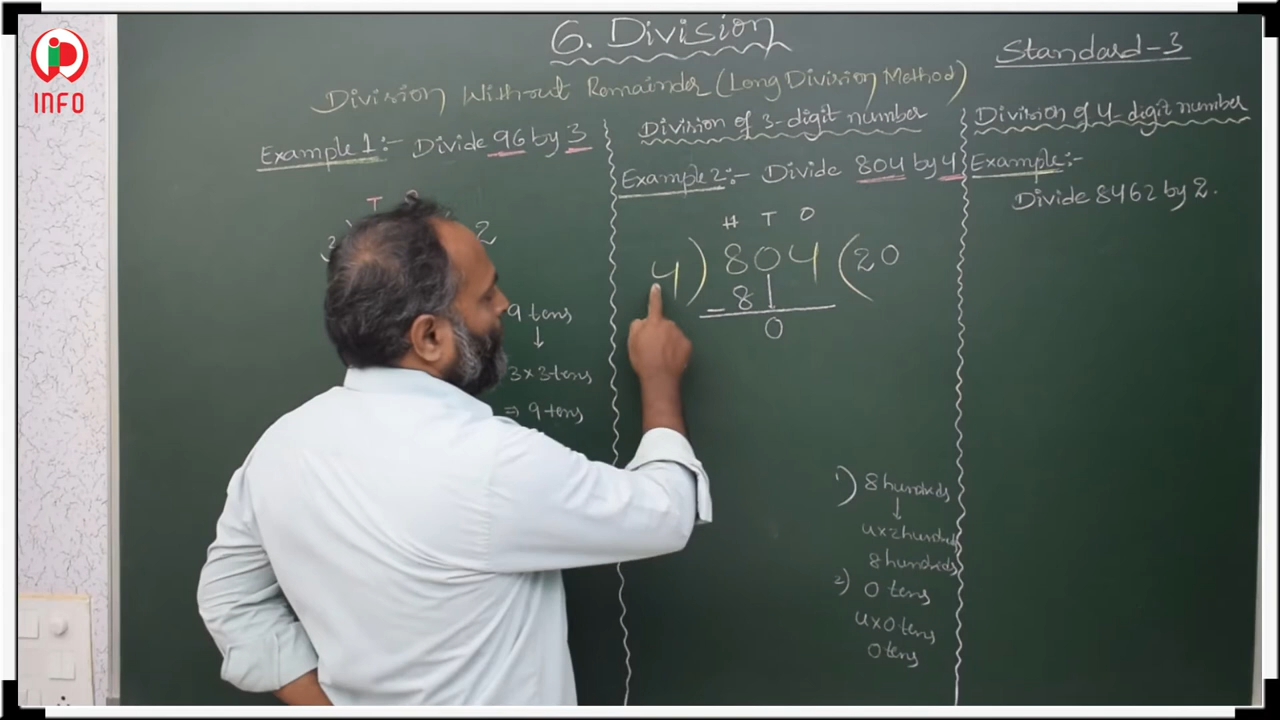 INFO
6. Division
Standard-3
Division Without Remainder (Long Division Method)
Example 1:- Divide 96 by 3
T
2
9 tens
↓
3×3-tens
⇒ 9 tens
Division of 3-digit number
Example 2:- Divide 804 by 4
H T O
4) 804 (20
- 8↓
0
1) 8 hundreds
↓
4×2hundreds
8 hundreds
2) 0 tens
4×0 tens
0 tens
Division of 4-digit number
Example:-
Divide 8462 by 2.